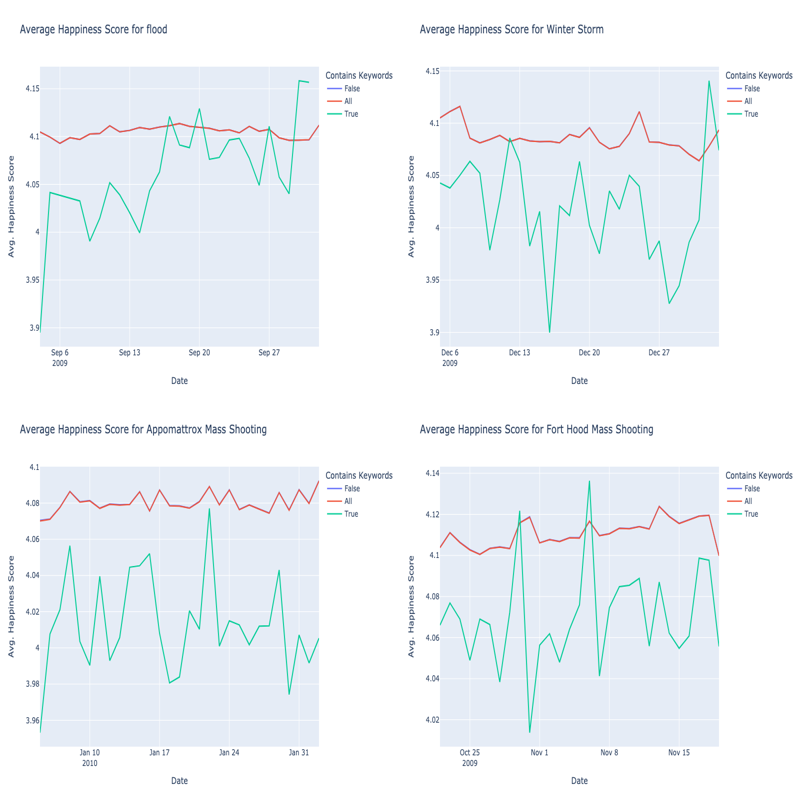 Average Happiness Score for flood
Contains Keywords
False
All
True
4.15
4.1
4.05
4
3.95
3.9
Avg. Happiness Score
Sep 6
2009
Sep 13
Sep 20
Sep 27
Date
Average Happiness Score for Winter Storm
Contains Keywords
False
All
True
4.15
4.1
4.05
4
3.95
3.9
Avg. Happiness Score
Dec 6
2009
Dec 13
Dec 20
Dec 27
Date
Average Happiness Score for Appomattrox Mass Shooting
Contains Keywords
False
All
True
4.1
4.08
4.06
4.04
4.02
4
3.98
3.96
Avg. Happiness Score
Jan 10
2010
Jan 17
Jan 24
Jan 31
Date
Average Happiness Score for Fort Hood Mass Shooting
Contains Keywords
False
All
True
4.14
4.12
4.1
4.08
4.06
4.04
4.02
Avg. Happiness Score
Oct 25
2009
Nov 1
Nov 8
Nov 15
Date